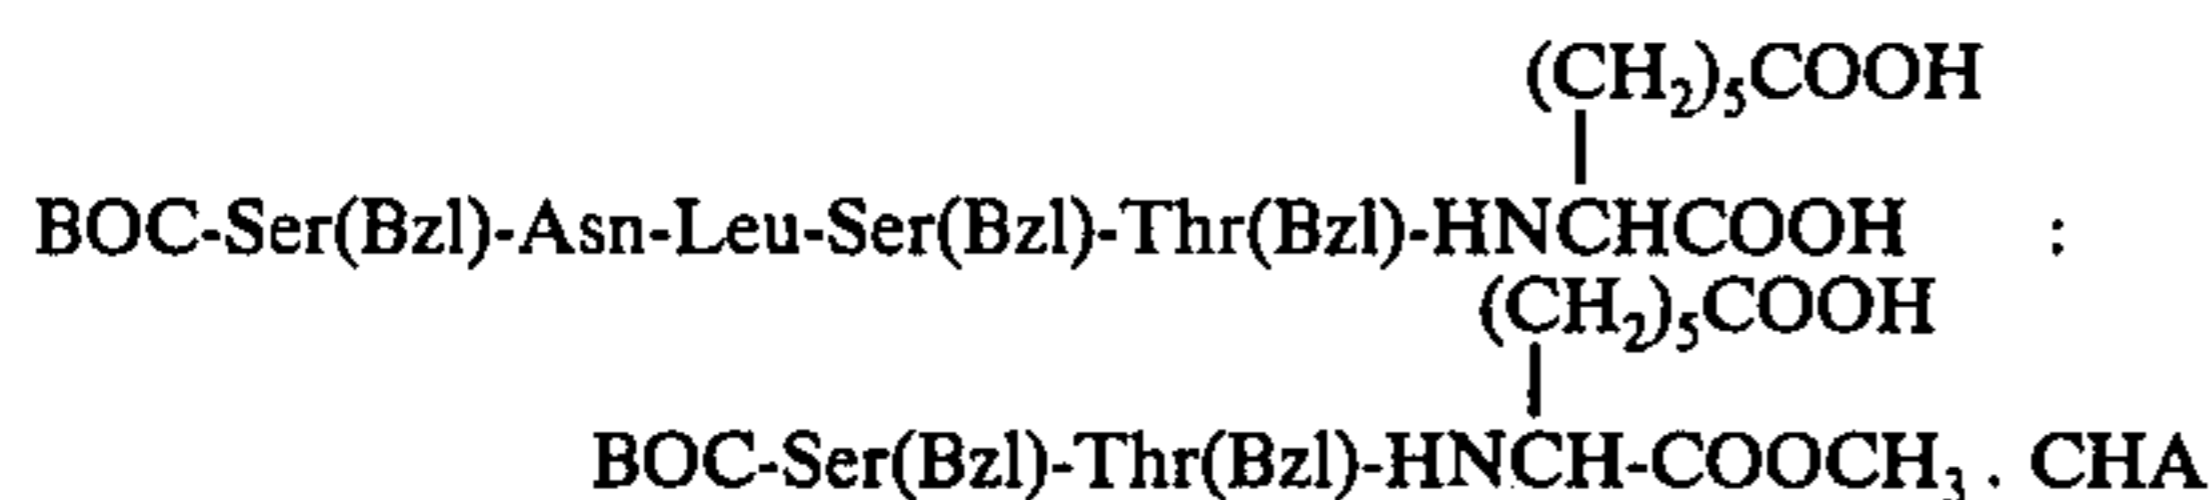 (CH₂)₅COOH
BOC-Ser(Bzl)-Asn-Leu-Ser(Bzl)-Thr(Bzl)-HNCHCOOH :
(CH₂)₅COOH
BOC-Ser(Bzl)-Thr(Bzl)-HNCH-COOCH₃. CHA